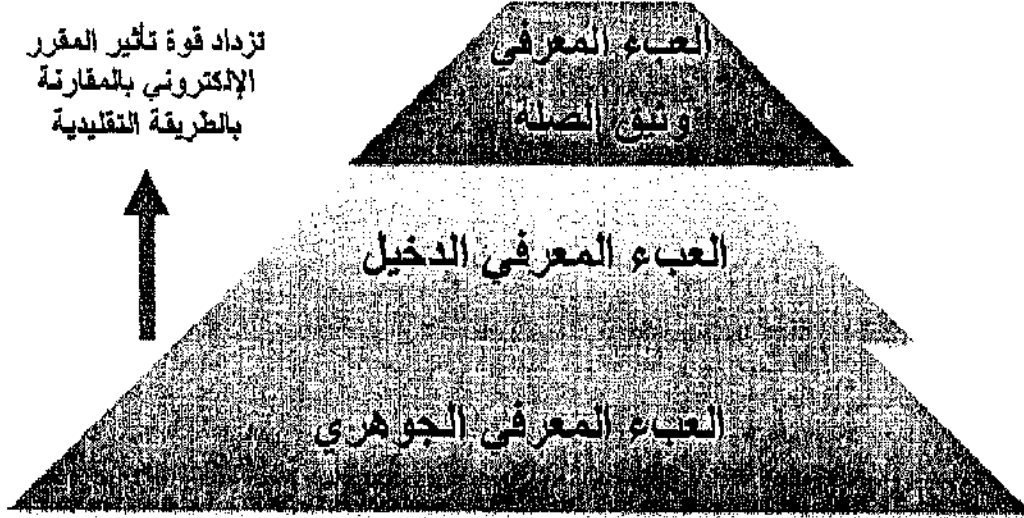 تزداد قوة تأثير المقرر
الإلكتروني بالمقارنة
بالطريقة التقليدية
العبء المعرفي
وثيق الصلة
العبء المعرفي الدخيل
العبء المعرفي الجوهري